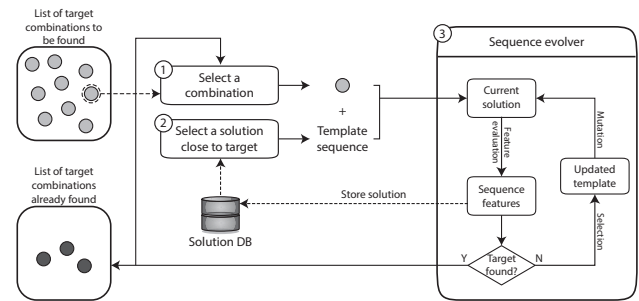 List of target
combinations to
be found
1
Select a
combination
2
Select a solution
close to target
+
Template
sequence
3
Sequence evolver
Current
solution
Feature
evaluation
Mutation
Updated
template
Sequence
features
Selection
Target
found?
Y
N
Store solution
Solution DB
List of target
combinations
already found